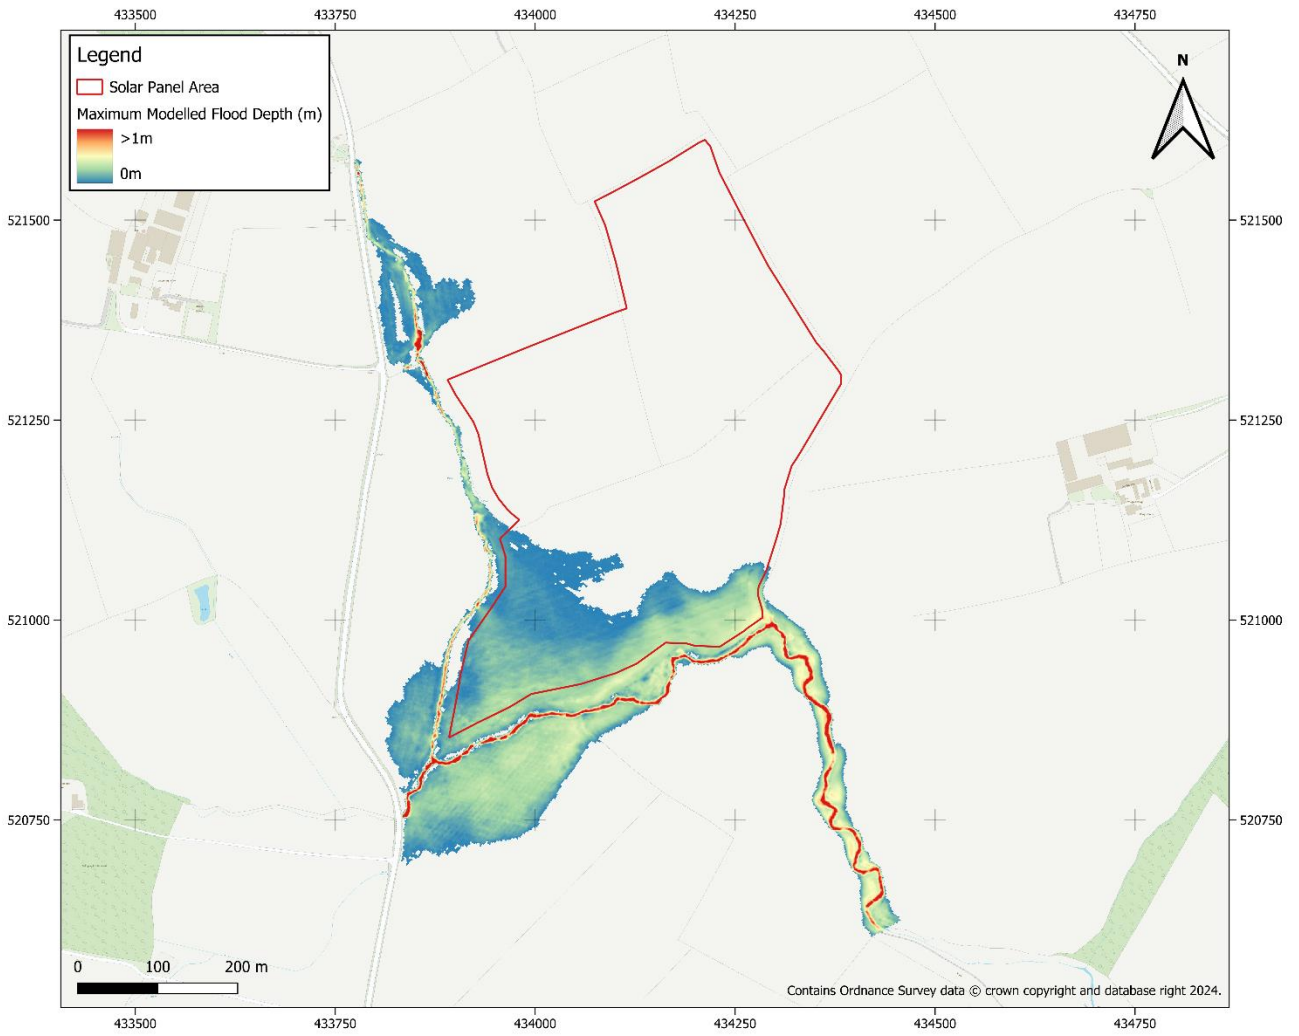 433500 433750 434000 434250 434500 434750
Legend
Solar Panel Area
Maximum Modelled Flood Depth (m)
>1m
0m
N
521500 521500
521250 521250
521000 521000
520750 520750
0 100 200 m
Contains Ordnance Survey data © crown copyright and database right 2024.
433500 433750 434000 434250 434500 434750